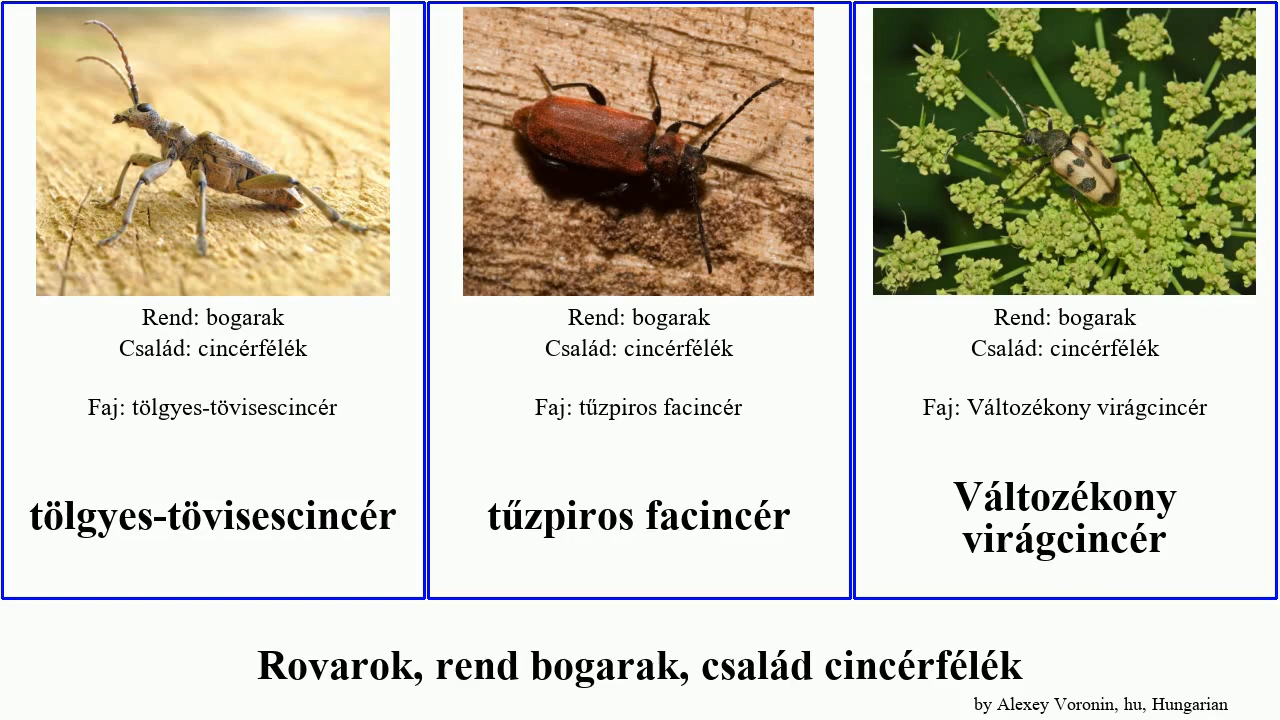 Rend: bogarak
Család: cincérfélék
Faj: tölgyes-tövisescincér
tölgyes-tövisescincér
Rend: bogarak
Család: cincérfélék
Faj: tűzpiros facincér
tűzpiros facincér
Rend: bogarak
Család: cincérfélék
Faj: Változékony virágcincér
Változékony
virágcincér
Rovarok, rend bogarak, család cincérfélék
by Alexey Voronin, hu, Hungarian